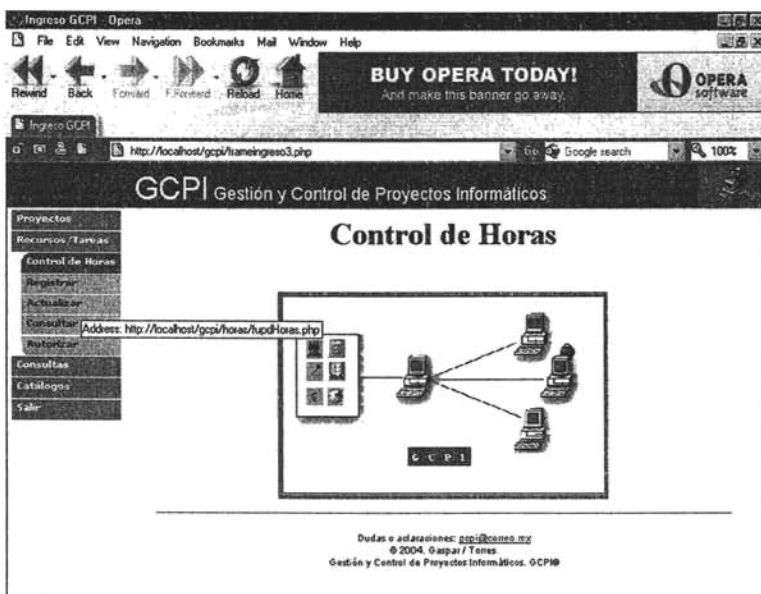 Ingreso GCPI - Opera
File Edit View Navigation Bookmarks Mail Window Help
Rewind Back Forward F.Forward Reload Home
BUY OPERA TODAY!
And make this banner go away.
OPERA
software
Ingreso GCPI
http://localhost/gcpi/frameingreso3.php Go Google search 100%
GCPI Gestión y Control de Proyectos Informáticos
Proyectos
Recursos/Tareas
Control de Horas
Registrar
Actualizar
Consultar
Address: http://localhost/gcpi/horas/fupdHoras.php
Autorizar
Consultas
Catálogos
Salir
Control de Horas
G C P I
Dudas o aclaraciones: gcpi@correo.mx
© 2004, Gaspar / Torres
Gestión y Control de Proyectos Informáticos. GCPI®